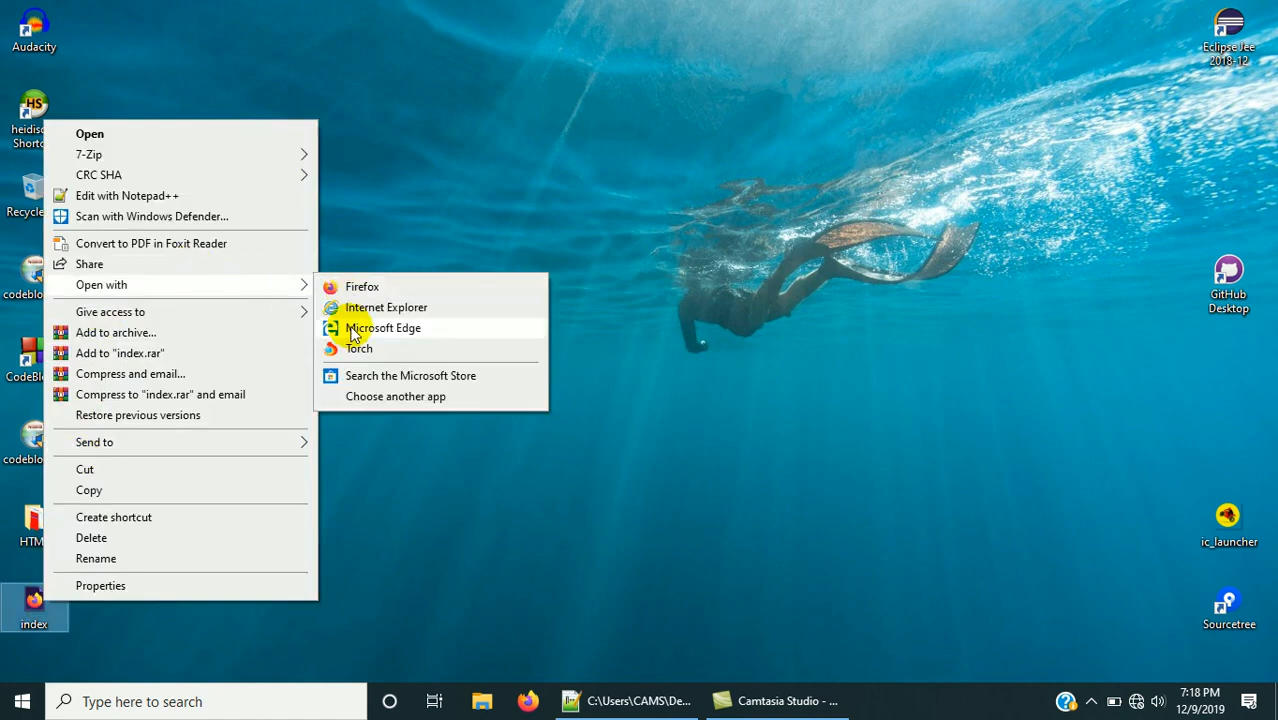 Audacity
HS
heidisc
Shorto
Recycle
codeblo
CodeBlo
codeblo
HTM
index
Open
7-Zip
CRC SHA
Edit with Notepad++
Scan with Windows Defender...
Convert to PDF in Foxit Reader
Share
Open with
Give access to
Add to archive...
Add to "index.rar"
Compress and email...
Compress to "index.rar" and email
Restore previous versions
Send to
Cut
Copy
Create shortcut
Delete
Rename
Properties
Firefox
Internet Explorer
Microsoft Edge
Torch
Search the Microsoft Store
Choose another app
Eclipse Jee
2018-12
GitHub
Desktop
ic_launcher
Sourcetree
Type here to search
C:\Users\CAMS\De...
Camtasia Studio - ...
7:18 PM
12/9/2019